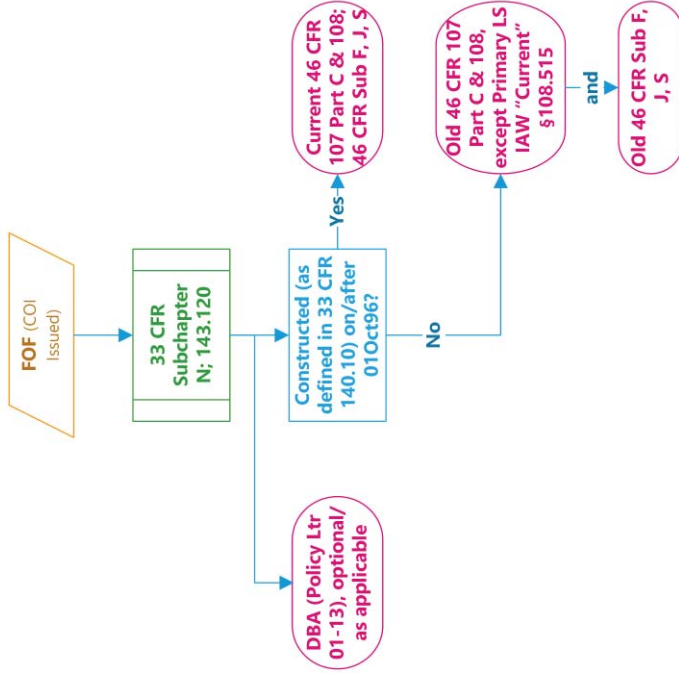 FOF (COI
Issued)
33 CFR
Subchapter
N; 143.120
DBA (Policy Ltr
01-13), optional/
as applicable
Constructed (as
defined in 33 CFR
140.10) on/after
01Oct96?
Yes
Current 46 CFR
107 Part C & 108;
46 CFR Sub F, J, S
No
Old 46 CFR 107
Part C & 108,
except Primary LS
IAW “Current”
§108.515
and
Old 46 CFR Sub F,
J, S